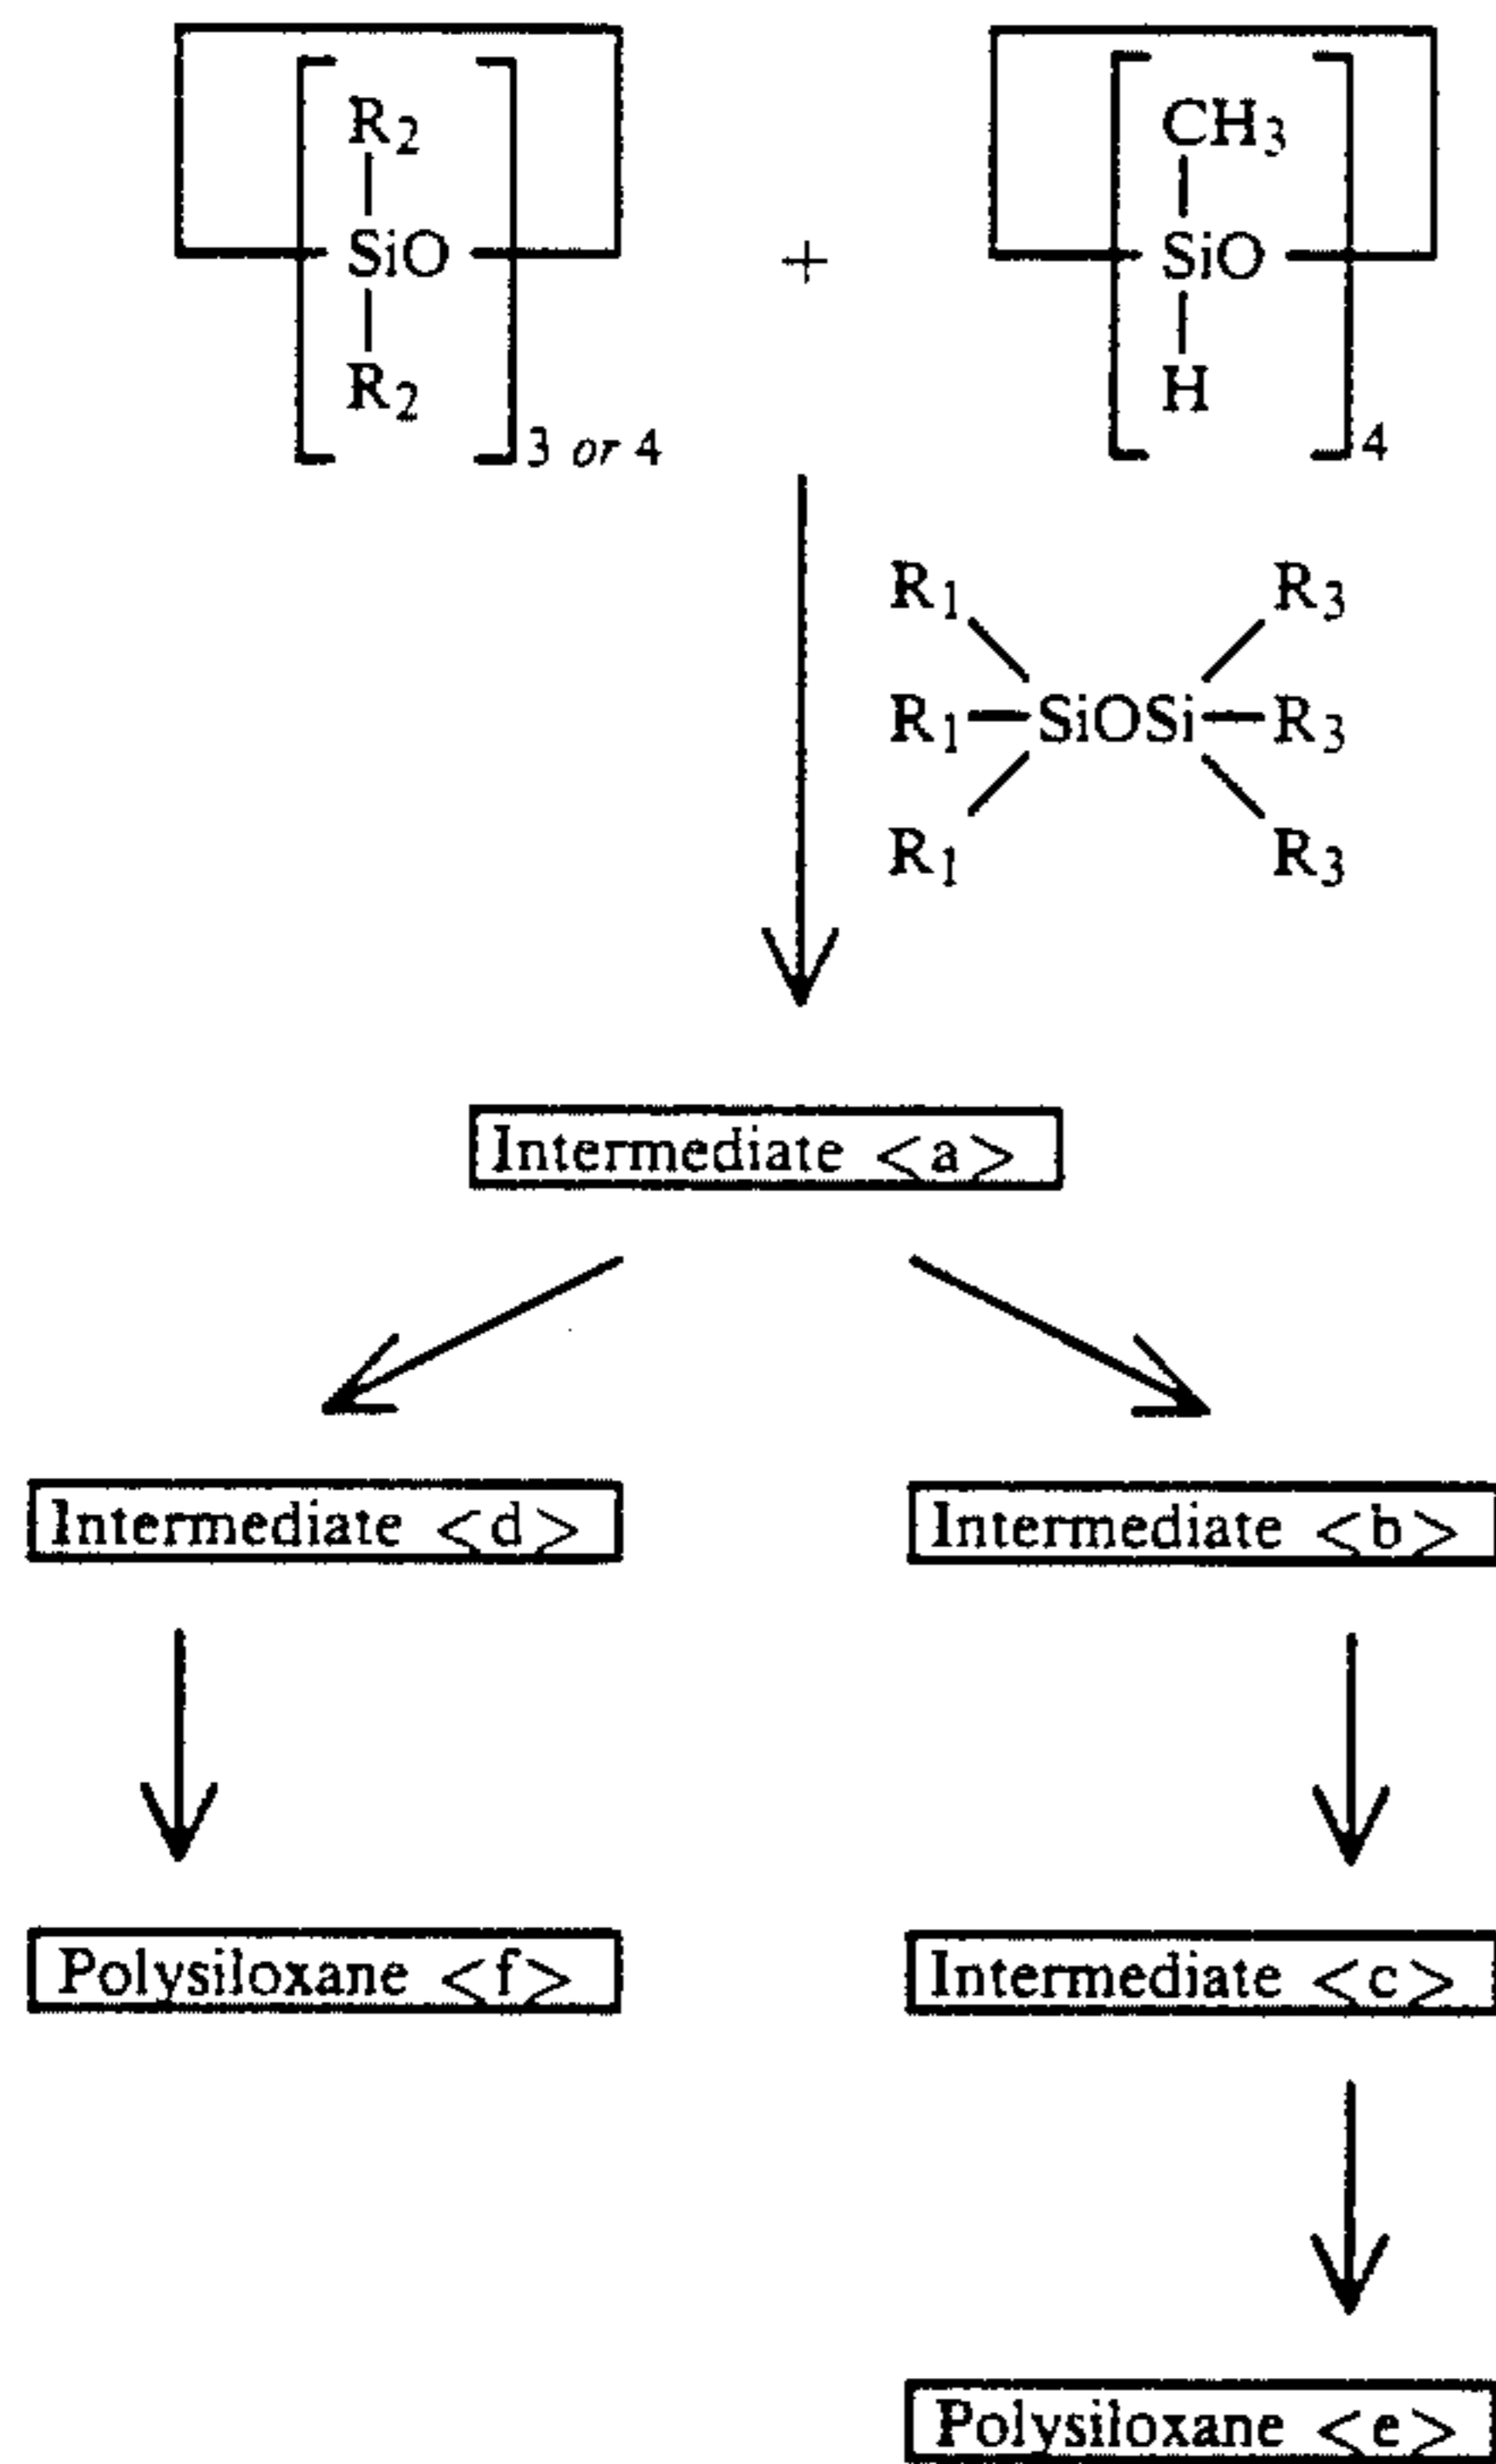 R2 CH3
SiO + SiO
R2 H
3 or 4 4
R1 R3
R1 SiOSi R3
R1 R3
Intermediate <a>
Intermediate <d> Intermediate <b>
Polysiloxane <f> Intermediate <c>
Polysiloxane <e>